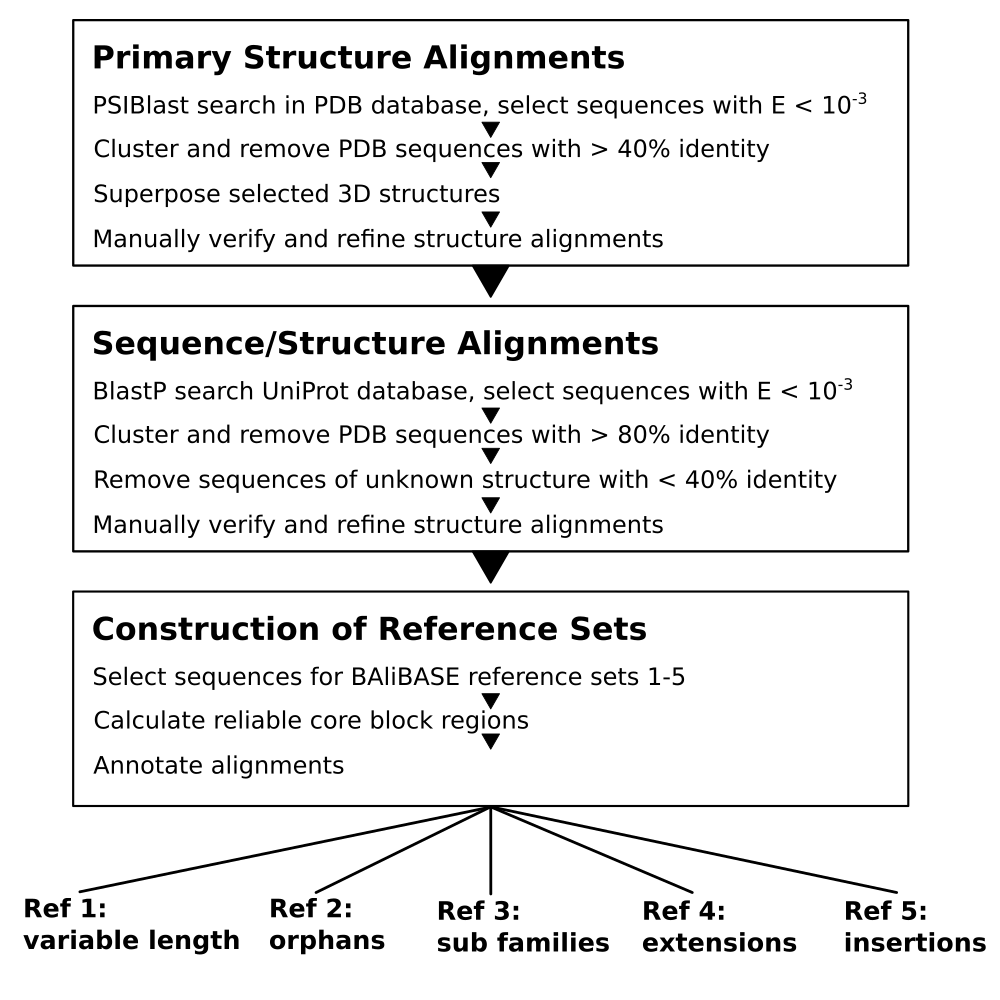 Primary Structure Alignments
PSIBlast search in PDB database, select sequences with E < 10⁻³
Cluster and remove PDB sequences with > 40% identity
Superpose selected 3D structures
Manually verify and refine structure alignments
Sequence/Structure Alignments
BlastP search UniProt database, select sequences with E < 10⁻³
Cluster and remove PDB sequences with > 80% identity
Remove sequences of unknown structure with < 40% identity
Manually verify and refine structure alignments
Construction of Reference Sets
Select sequences for BAliBASE reference sets 1-5
Calculate reliable core block regions
Annotate alignments
Ref 1:
variable length
Ref 2:
orphans
Ref 3:
sub families
Ref 4:
extensions
Ref 5:
insertions